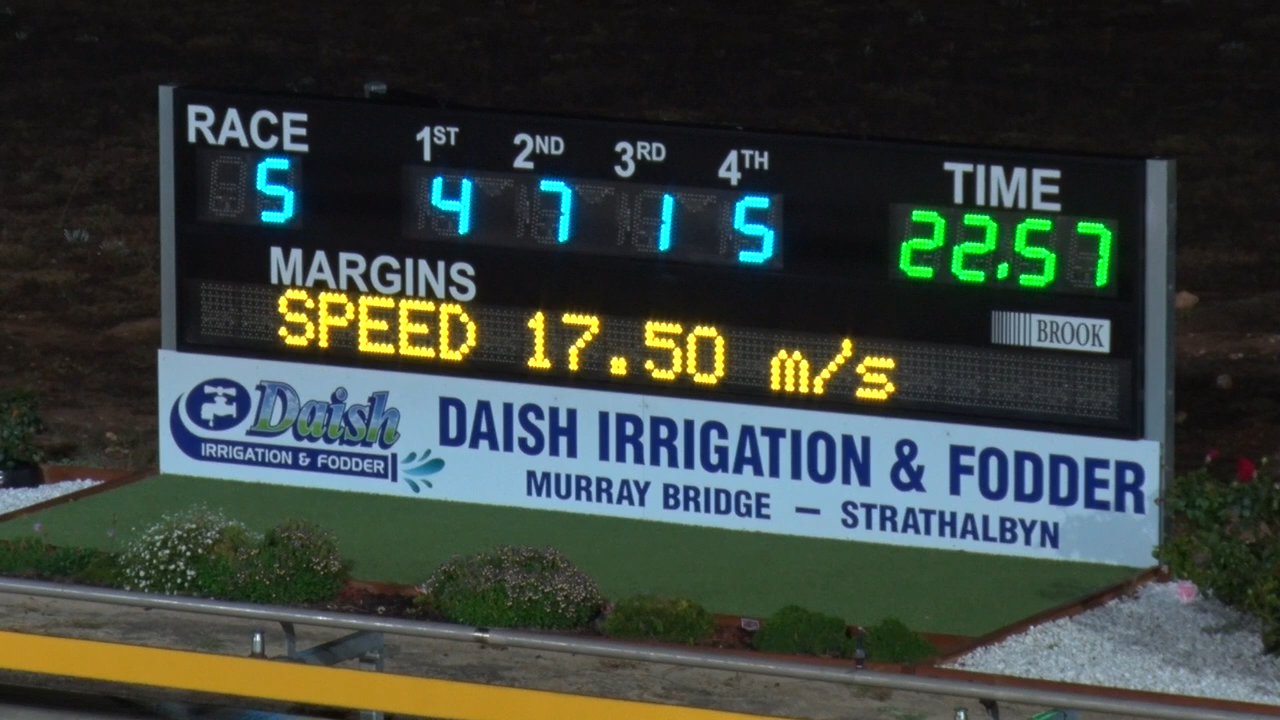 RACE 1ST 2ND 3RD 4TH TIME
5 4 7 1 5 22.57
MARGINS
SPEED 17.50 m/s
BROOK
Daish
IRRIGATION & FODDER
DAISH IRRIGATION & FODDER
MURRAY BRIDGE — STRATHALBYN